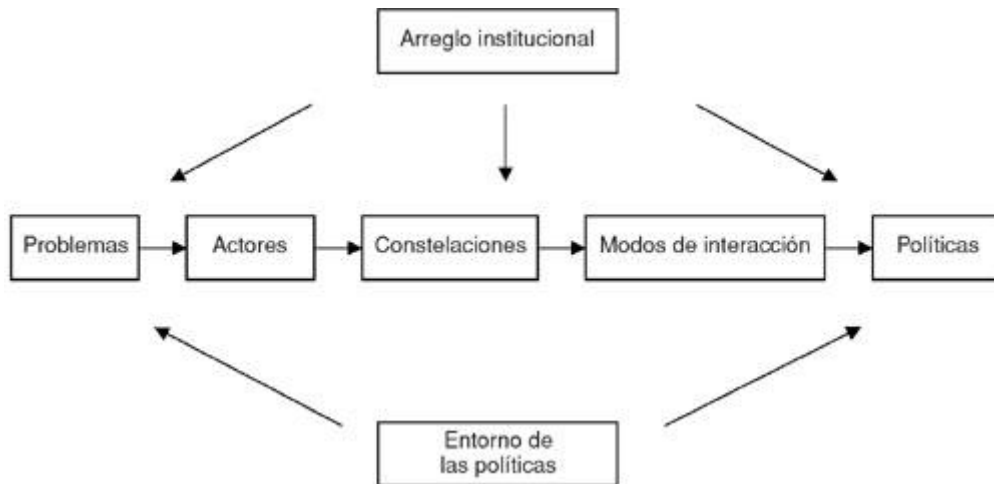 Arreglo institucional
Problemas
Actores
Constelaciones
Modos de interacción
Políticas
Entorno de
las políticas